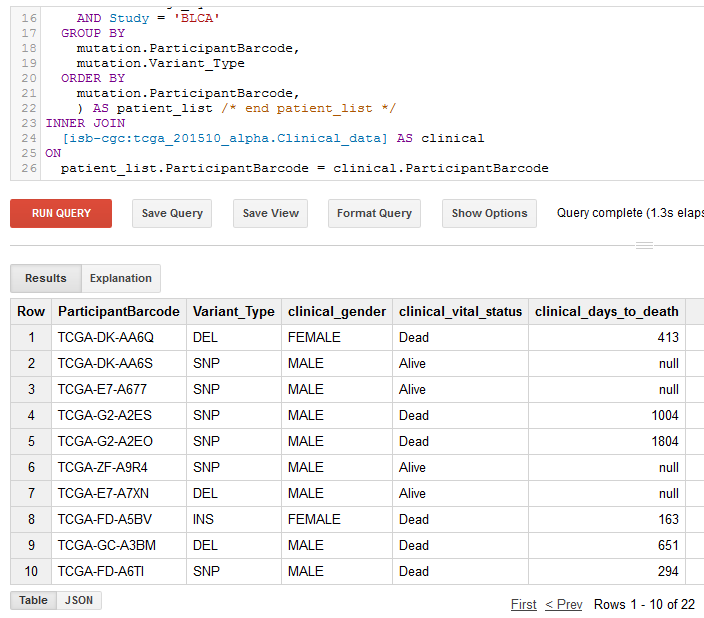 16 AND Study = 'BLCA'
17 GROUP BY
18 mutation.ParticipantBarcode,
19 mutation.Variant_Type
20 ORDER BY
21 mutation.ParticipantBarcode,
22 ) AS patient_list /* end patient_list */
23 INNER JOIN
24 [isb-cgc:tcga_201510_alpha.Clinical_data] AS clinical
25 ON
26 patient_list.ParticipantBarcode = clinical.ParticipantBarcode
RUN QUERY Save Query Save View Format Query Show Options Query complete (1.3s elaps
Results Explanation
Row ParticipantBarcode Variant_Type clinical_gender clinical_vital_status clinical_days_to_death
1 TCGA-DK-AA6Q DEL FEMALE Dead 413
2 TCGA-DK-AA6S SNP MALE Alive null
3 TCGA-E7-A677 SNP MALE Alive null
4 TCGA-G2-A2ES SNP MALE Dead 1004
5 TCGA-G2-A2EO SNP MALE Dead 1804
6 TCGA-ZF-A9R4 SNP MALE Alive null
7 TCGA-E7-A7XN DEL MALE Alive null
8 TCGA-FD-A5BV INS FEMALE Dead 163
9 TCGA-GC-A3BM DEL MALE Dead 651
10 TCGA-FD-A6TI SNP MALE Dead 294
Table JSON First < Prev Rows 1 - 10 of 22